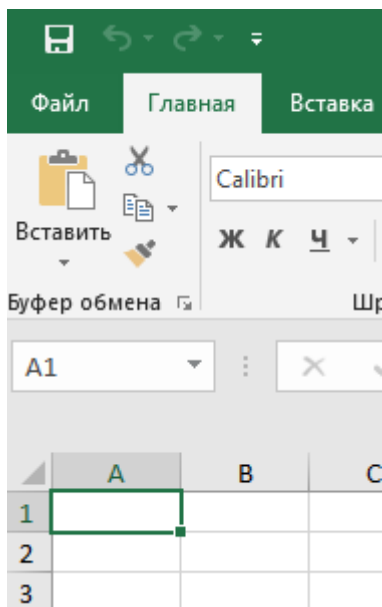 Файл Главная Вставка
Calibri
Вставить
Ж К Ч
Буфер обмена
A1
A B C
1
2
3